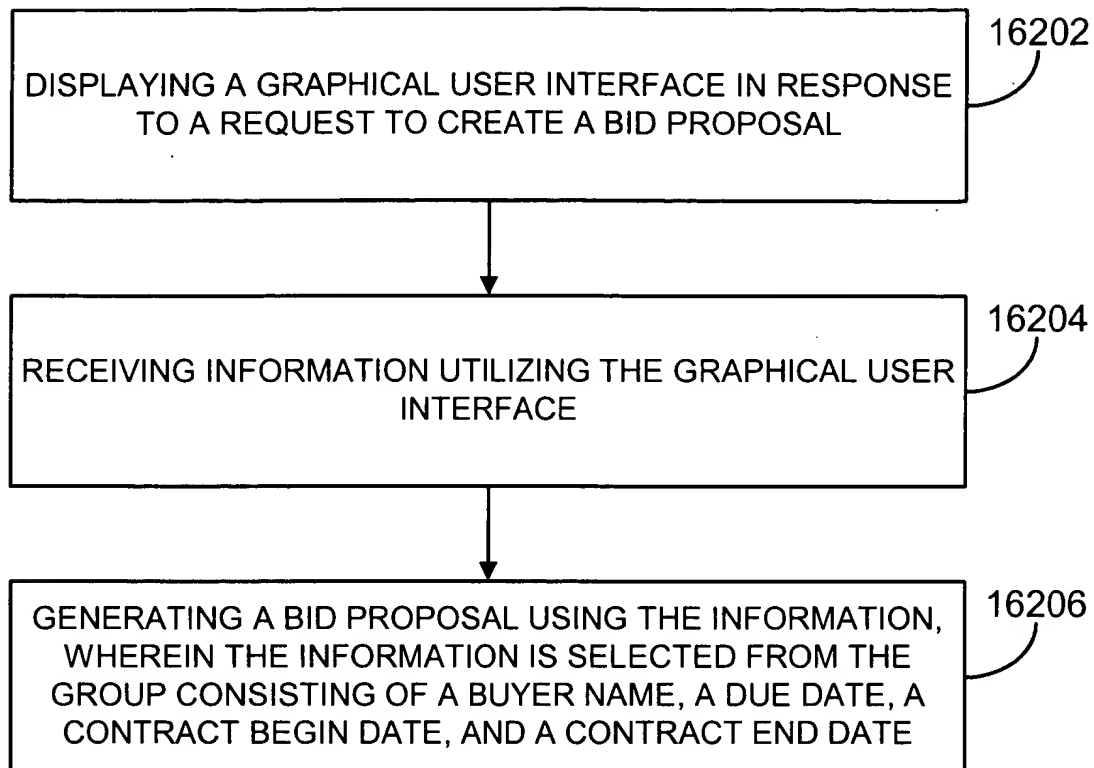 16202
DISPLAYING A GRAPHICAL USER INTERFACE IN RESPONSE
TO A REQUEST TO CREATE A BID PROPOSAL
16204
RECEIVING INFORMATION UTILIZING THE GRAPHICAL USER
INTERFACE
16206
GENERATING A BID PROPOSAL USING THE INFORMATION,
WHEREIN THE INFORMATION IS SELECTED FROM THE
GROUP CONSISTING OF A BUYER NAME, A DUE DATE, A
CONTRACT BEGIN DATE, AND A CONTRACT END DATE